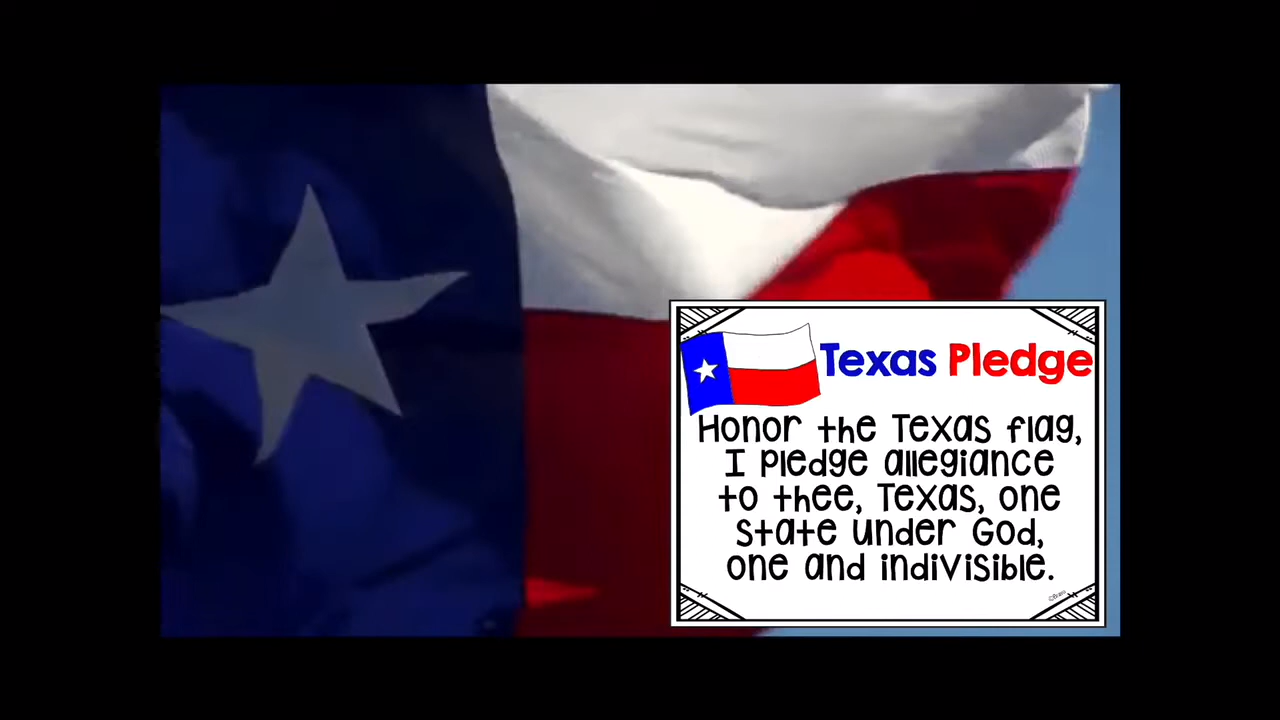 Texas Pledge
Honor the Texas flag,
I pledge allegiance
to thee, Texas, one
state under God,
one and indivisible.